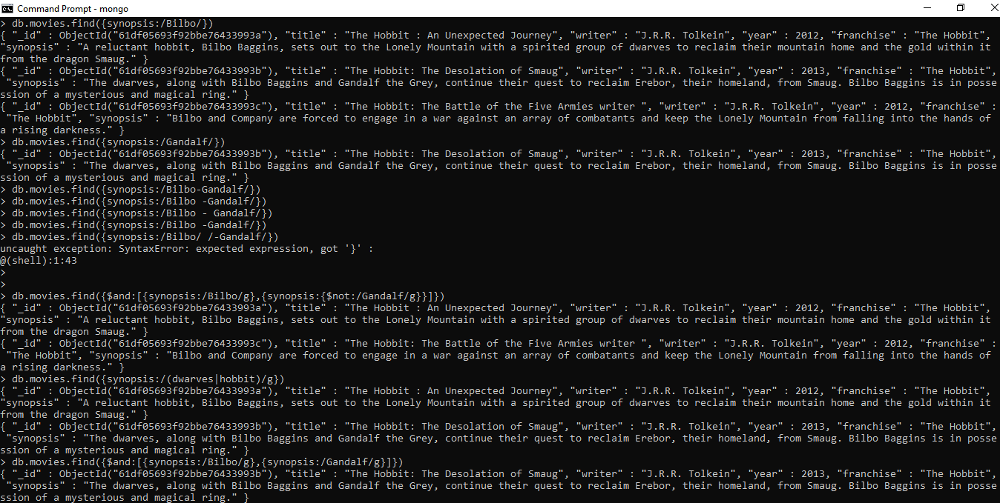 Command Prompt - mongo
> db.movies.find({synopsis:/Bilbo/})
{ "_id" : ObjectId("61df05693f92bbe76433993a"), "title" : "The Hobbit : An Unexpected Journey", "writer" : "J.R.R. Tolkein", "year" : 2012, "franchise" : "The Hobbit",
"synopsis" : "A reluctant hobbit, Bilbo Baggins, sets out to the Lonely Mountain with a spirited group of dwarves to reclaim their mountain home and the gold within it
from the dragon Smaug." }
{ "_id" : ObjectId("61df05693f92bbe76433993b"), "title" : "The Hobbit: The Desolation of Smaug", "writer" : "J.R.R. Tolkein", "year" : 2013, "franchise" : "The Hobbit",
"synopsis" : "The dwarves, along with Bilbo Baggins and Gandalf the Grey, continue their quest to reclaim Erebor, their homeland, from Smaug. Bilbo Baggins is in posse
ssion of a mysterious and magical ring." }
{ "_id" : ObjectId("61df05693f92bbe76433993c"), "title" : "The Hobbit: The Battle of the Five Armies writer ", "writer" : "J.R.R. Tolkein", "year" : 2012, "franchise" :
"The Hobbit", "synopsis" : "Bilbo and Company are forced to engage in a war against an array of combatants and keep the Lonely Mountain from falling into the hands of
a rising darkness." }
> db.movies.find({synopsis:/Gandalf/})
{ "_id" : ObjectId("61df05693f92bbe76433993b"), "title" : "The Hobbit: The Desolation of Smaug", "writer" : "J.R.R. Tolkein", "year" : 2013, "franchise" : "The Hobbit",
"synopsis" : "The dwarves, along with Bilbo Baggins and Gandalf the Grey, continue their quest to reclaim Erebor, their homeland, from Smaug. Bilbo Baggins is in posse
ssion of a mysterious and magical ring." }
> db.movies.find({synopsis:/Bilbo-Gandalf/})
> db.movies.find({synopsis:/Bilbo -Gandalf/})
> db.movies.find({synopsis:/Bilbo - Gandalf/})
> db.movies.find({synopsis:/Bilbo -Gandalf/})
> db.movies.find({synopsis:/Bilbo/ /-Gandalf/})
uncaught exception: SyntaxError: expected expression, got '}' :
@(shell):1:43
>
>
> db.movies.find({$and:[{synopsis:/Bilbo/g},{synopsis:{$not:/Gandalf/g}}]})
{ "_id" : ObjectId("61df05693f92bbe76433993a"), "title" : "The Hobbit : An Unexpected Journey", "writer" : "J.R.R. Tolkein", "year" : 2012, "franchise" : "The Hobbit",
"synopsis" : "A reluctant hobbit, Bilbo Baggins, sets out to the Lonely Mountain with a spirited group of dwarves to reclaim their mountain home and the gold within it
from the dragon Smaug." }
{ "_id" : ObjectId("61df05693f92bbe76433993c"), "title" : "The Hobbit: The Battle of the Five Armies writer ", "writer" : "J.R.R. Tolkein", "year" : 2012, "franchise" :
"The Hobbit", "synopsis" : "Bilbo and Company are forced to engage in a war against an array of combatants and keep the Lonely Mountain from falling into the hands of
a rising darkness." }
> db.movies.find({synopsis:/(dwarves|hobbit)/g})
{ "_id" : ObjectId("61df05693f92bbe76433993a"), "title" : "The Hobbit : An Unexpected Journey", "writer" : "J.R.R. Tolkein", "year" : 2012, "franchise" : "The Hobbit",
"synopsis" : "A reluctant hobbit, Bilbo Baggins, sets out to the Lonely Mountain with a spirited group of dwarves to reclaim their mountain home and the gold within it
from the dragon Smaug." }
{ "_id" : ObjectId("61df05693f92bbe76433993b"), "title" : "The Hobbit: The Desolation of Smaug", "writer" : "J.R.R. Tolkein", "year" : 2013, "franchise" : "The Hobbit",
"synopsis" : "The dwarves, along with Bilbo Baggins and Gandalf the Grey, continue their quest to reclaim Erebor, their homeland, from Smaug. Bilbo Baggins is in posse
ssion of a mysterious and magical ring." }
> db.movies.find({$and:[{synopsis:/Bilbo/g},{synopsis:/Gandalf/g}]})
{ "_id" : ObjectId("61df05693f92bbe76433993b"), "title" : "The Hobbit: The Desolation of Smaug", "writer" : "J.R.R. Tolkein", "year" : 2013, "franchise" : "The Hobbit",
"synopsis" : "The dwarves, along with Bilbo Baggins and Gandalf the Grey, continue their quest to reclaim Erebor, their homeland, from Smaug. Bilbo Baggins is in posse
ssion of a mysterious and magical ring." }